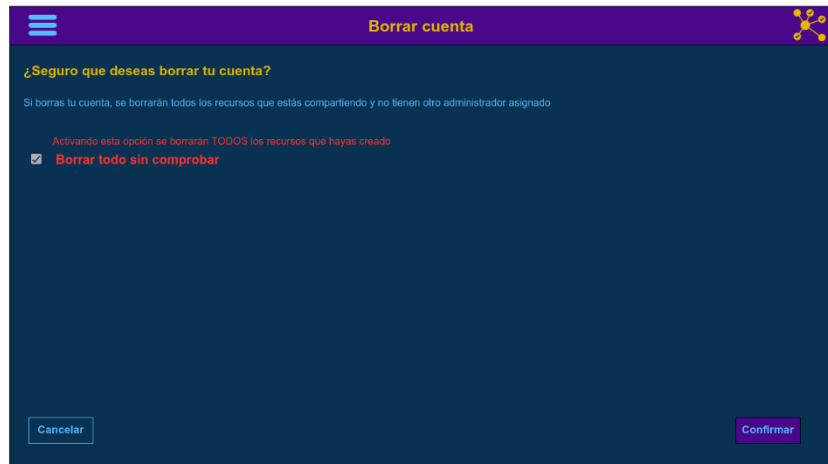 Borrar cuenta
¿Seguro que deseas borrar tu cuenta?
Si borras tu cuenta, se borrarán todos los recursos que estás compartiendo y no tienen otro administrador asignado
Activando esta opción se borrarán TODOS los recursos que hayas creado
Borrar todo sin comprobar
Cancelar
Confirmar